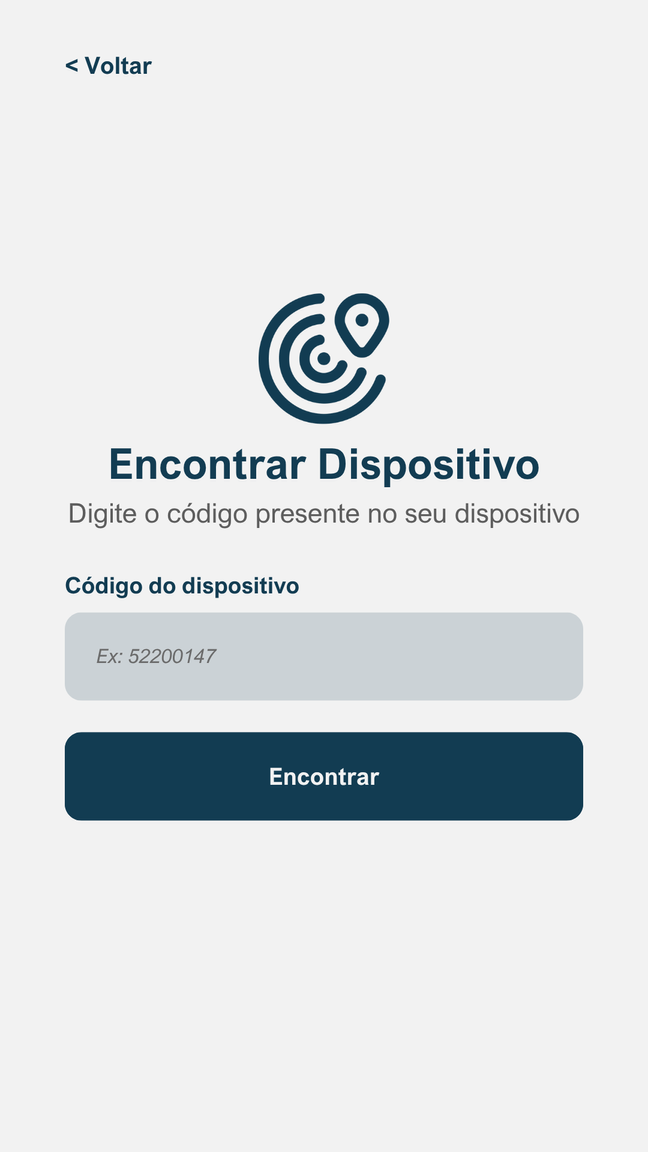 < Voltar
Encontrar Dispositivo
Digite o código presente no seu dispositivo
Código do dispositivo
Ex: 52200147
Encontrar